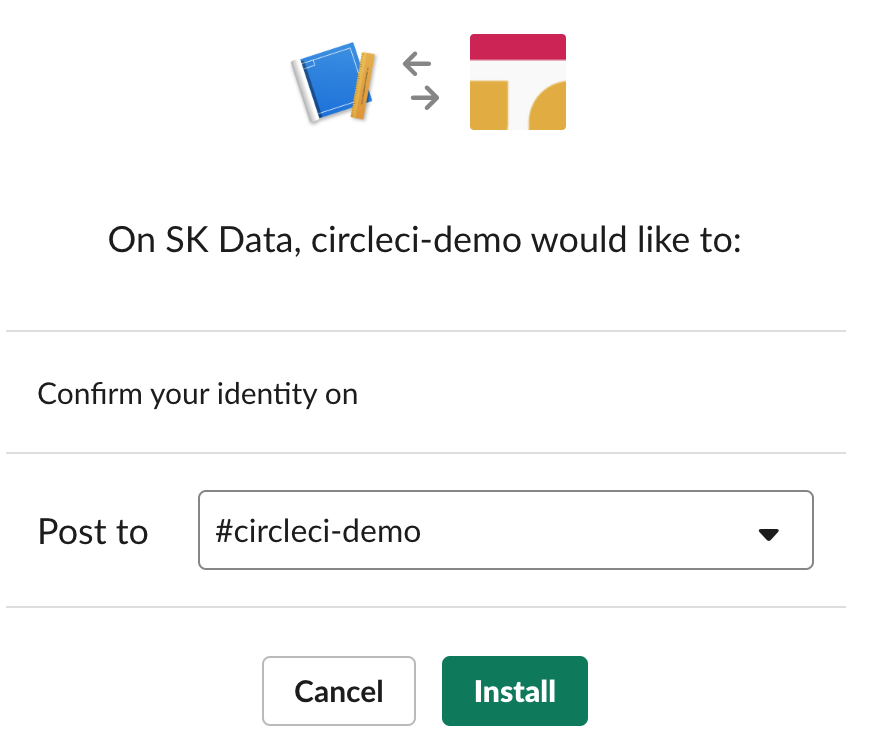 On SK Data, circleci-demo would like to:
Confirm your identity on
Post to #circleci-demo
Cancel Install